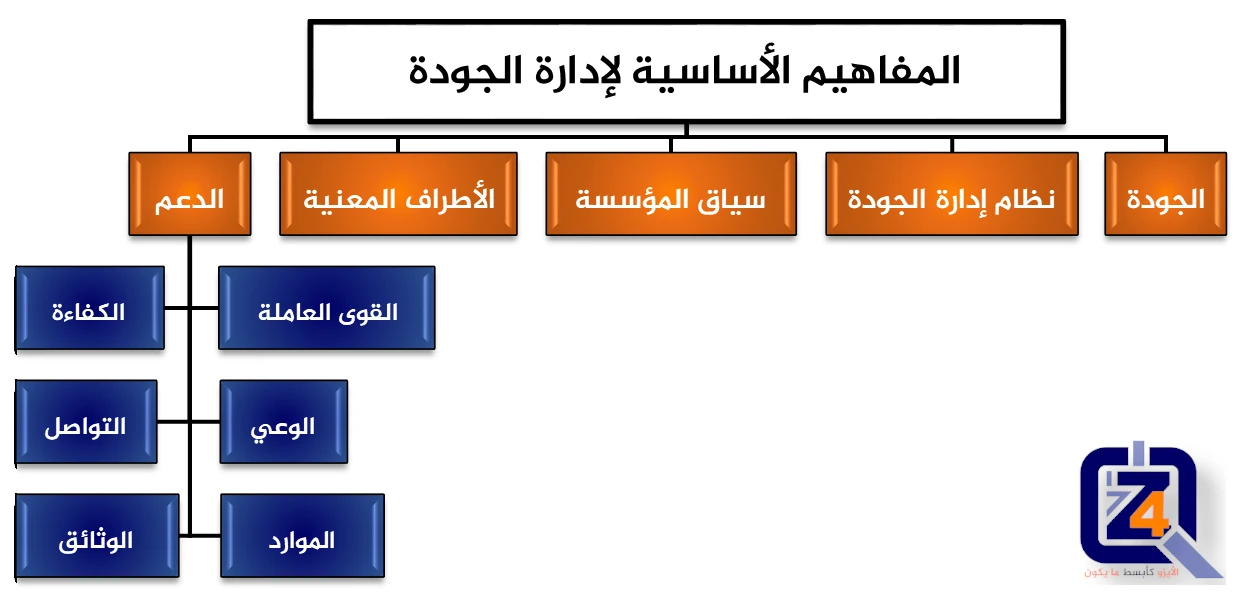 المفاهيم الأساسية لإدارة الجودة
الجودة
نظام إدارة الجودة
سياق المؤسسة
الأطراف المعنية
الدعم
القوى العاملة
الكفاءة
الوعي
التواصل
الموارد
الوثائق
74
الأيزو كأبسط ما يكون